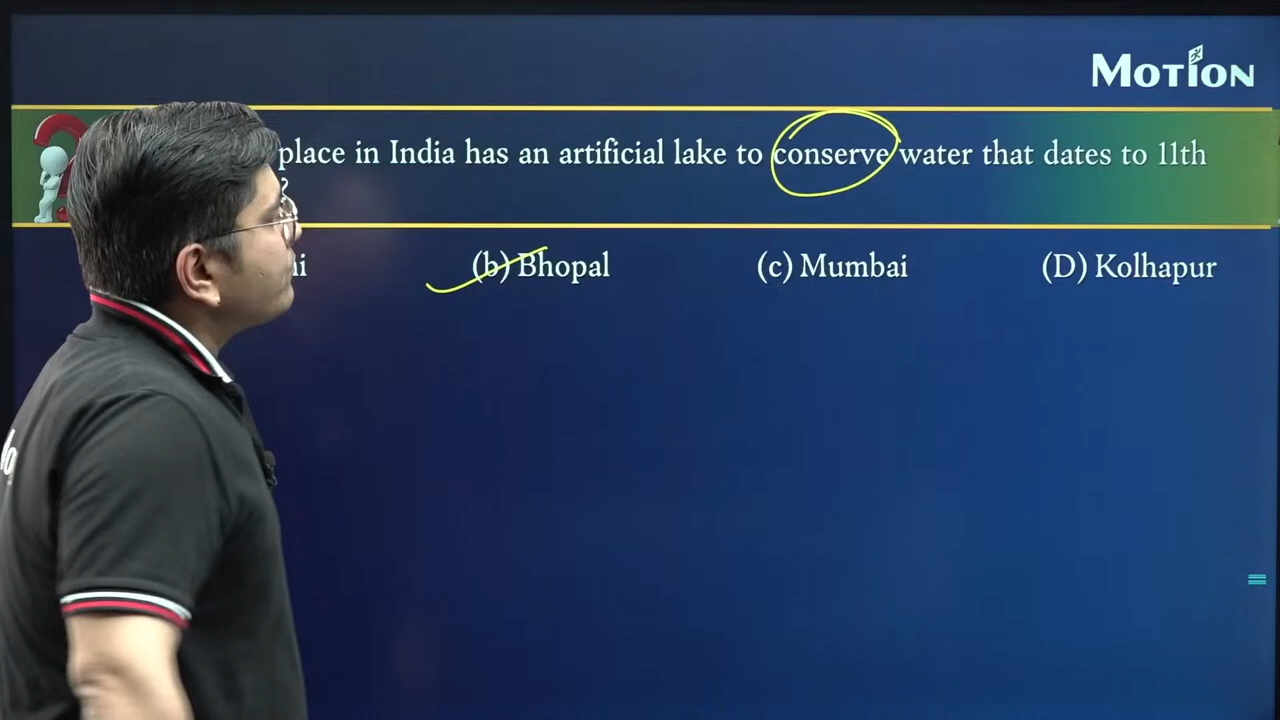 MOTION
place in India has an artificial lake to conserve water that dates to 11th
?
(b) Bhopal
(c) Mumbai
(D) Kolhapur